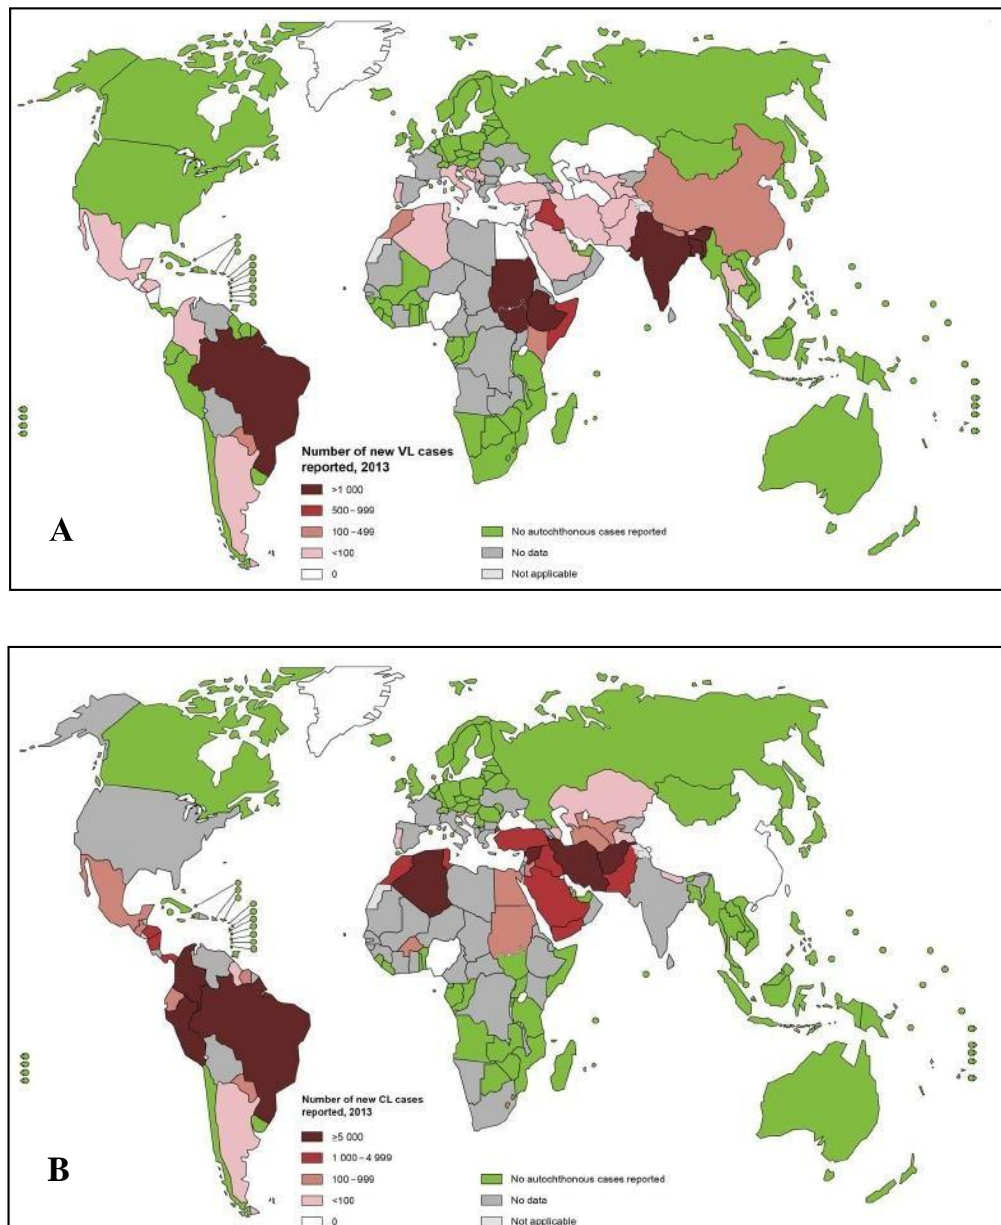 Number of new VL cases
reported, 2013
>1 000
500–999
100–499
<100
0
No autochthonous cases reported
No data
Not applicable
A
Number of new CL cases
reported, 2013
≥5 000
1 000–4 999
100–999
<100
0
No autochthonous cases reported
No data
Not applicable
B